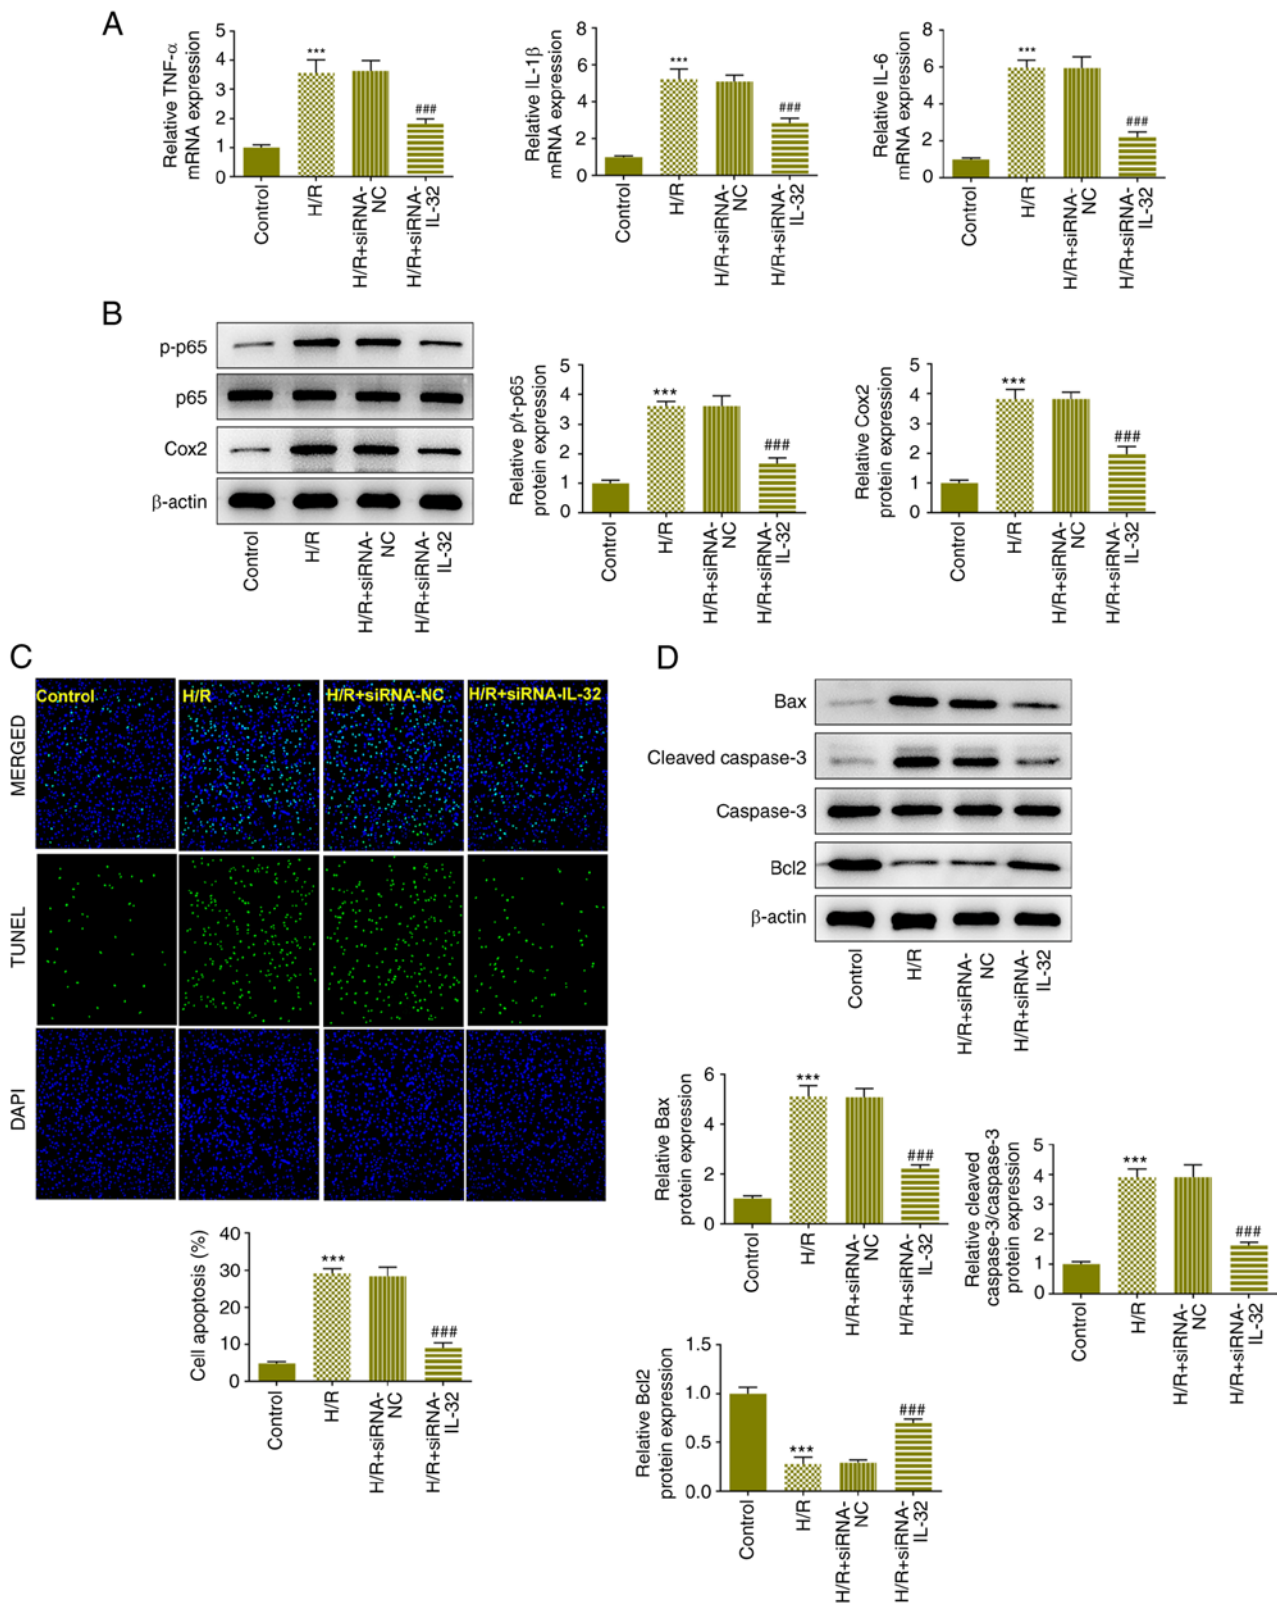 A
Relative TNF-α
mRNA expression
5
4
3
2
1
0
***
###
Control
H/R
H/R+siRNA-
NC
H/R+siRNA-
IL-32
Relative IL-1β
mRNA expression
8
6
4
2
0
***
###
Control
H/R
H/R+siRNA-
NC
H/R+siRNA-
IL-32
Relative IL-6
mRNA expression
8
6
4
2
0
***
###
Control
H/R
H/R+siRNA-
NC
H/R+siRNA-
IL-32
B
p-p65
p65
Cox2
β-actin
Control
H/R
H/R+siRNA-
NC
H/R+siRNA-
IL-32
Relative p/t-p65
protein expression
5
4
3
2
1
0
***
###
Control
H/R
H/R+siRNA-
NC
H/R+siRNA-
IL-32
Relative Cox2
protein expression
5
4
3
2
1
0
***
###
Control
H/R
H/R+siRNA-
NC
H/R+siRNA-
IL-32
C
Control
H/R
H/R+siRNA-NC
H/R+siRNA-IL-32
MERGED
TUNEL
DAPI
Cell apoptosis (%)
40
30
20
10
0
***
###
Control
H/R
H/R+siRNA-
NC
H/R+siRNA-
IL-32
D
Bax
Cleaved caspase-3
Caspase-3
Bcl2
β-actin
Control
H/R
H/R+siRNA-
NC
H/R+siRNA-
IL-32
Relative Bax
protein expression
6
4
2
0
***
###
Control
H/R
H/R+siRNA-
NC
H/R+siRNA-
IL-32
Relative cleaved
caspase-3/caspase-3
protein expression
5
4
3
2
1
0
***
###
Control
H/R
H/R+siRNA-
NC
H/R+siRNA-
IL-32
Relative Bcl2
protein expression
1.5
1.0
0.5
0.0
***
###
Control
H/R
H/R+siRNA-
NC
H/R+siRNA-
IL-32